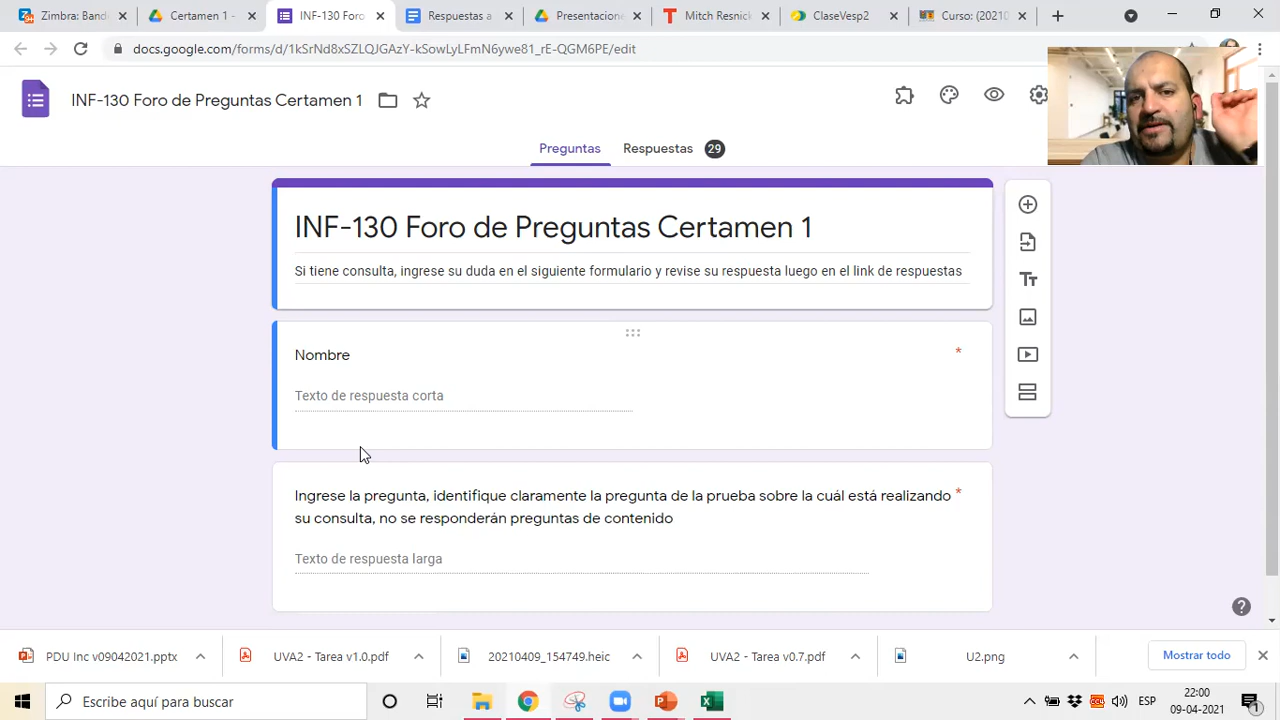 Zimbra: Band
Certamen 1 -
INF-130 Foro
Respuestas a
Presentacione
Mitch Resnick
ClaseVesp2
Curso: (2021D
docs.google.com/forms/d/1kSrNd8xSZLQJGAzY-kSowLyLFmN6ywe81_rE-QGM6PE/edit
INF-130 Foro de Preguntas Certamen 1
Preguntas
Respuestas
29
INF-130 Foro de Preguntas Certamen 1
Si tiene consulta, ingrese su duda en el siguiente formulario y revise su respuesta luego en el link de respuestas
Nombre
*
Texto de respuesta corta
Ingrese la pregunta, identifique claramente la pregunta de la prueba sobre la cuál está realizando *
su consulta, no se responderán preguntas de contenido
Texto de respuesta larga
PDU Inc v09042021.pptx
UVA2 - Tarea v1.0.pdf
20210409_154749.heic
UVA2 - Tarea v0.7.pdf
U2.png
Mostrar todo
Escribe aquí para buscar
ESP
22:00
09-04-2021